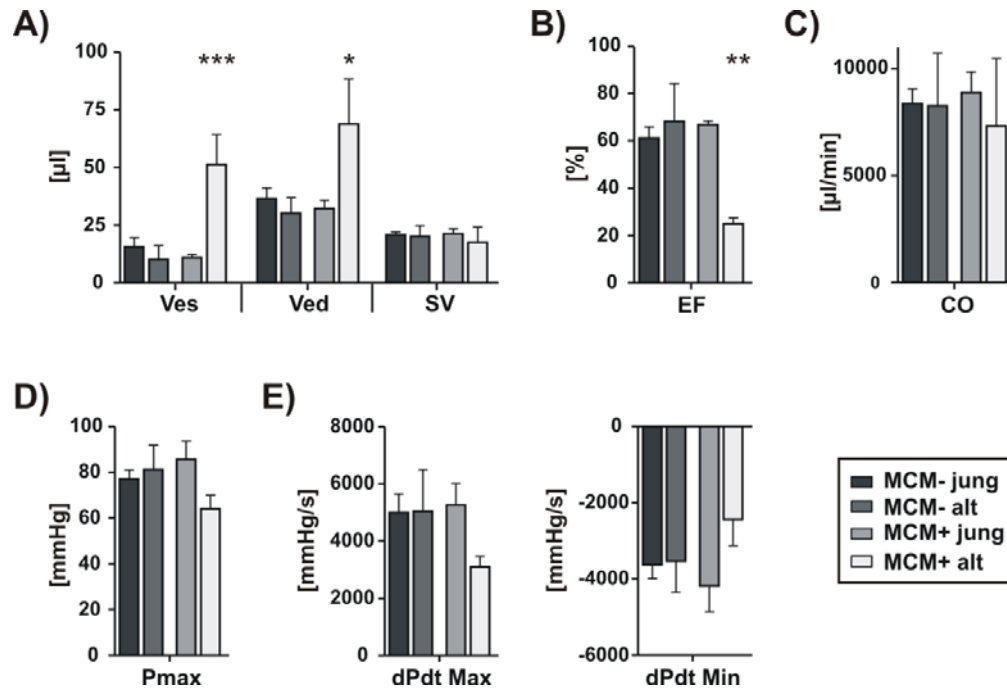 A)
[µl]
100
75
50
25
0
***
*
Ves
Ved
SV
B)
[%]
100
80
60
40
20
0
**
EF
C)
[µl/min]
10000
5000
0
CO
D)
[mmHg]
100
80
60
40
20
0
Pmax
E)
[mmHg/s]
8000
6000
4000
2000
0
dPdt Max
[mmHg/s]
0
-2000
-4000
-6000
dPdt Min
MCM- jung
MCM- alt
MCM+ jung
MCM+ alt